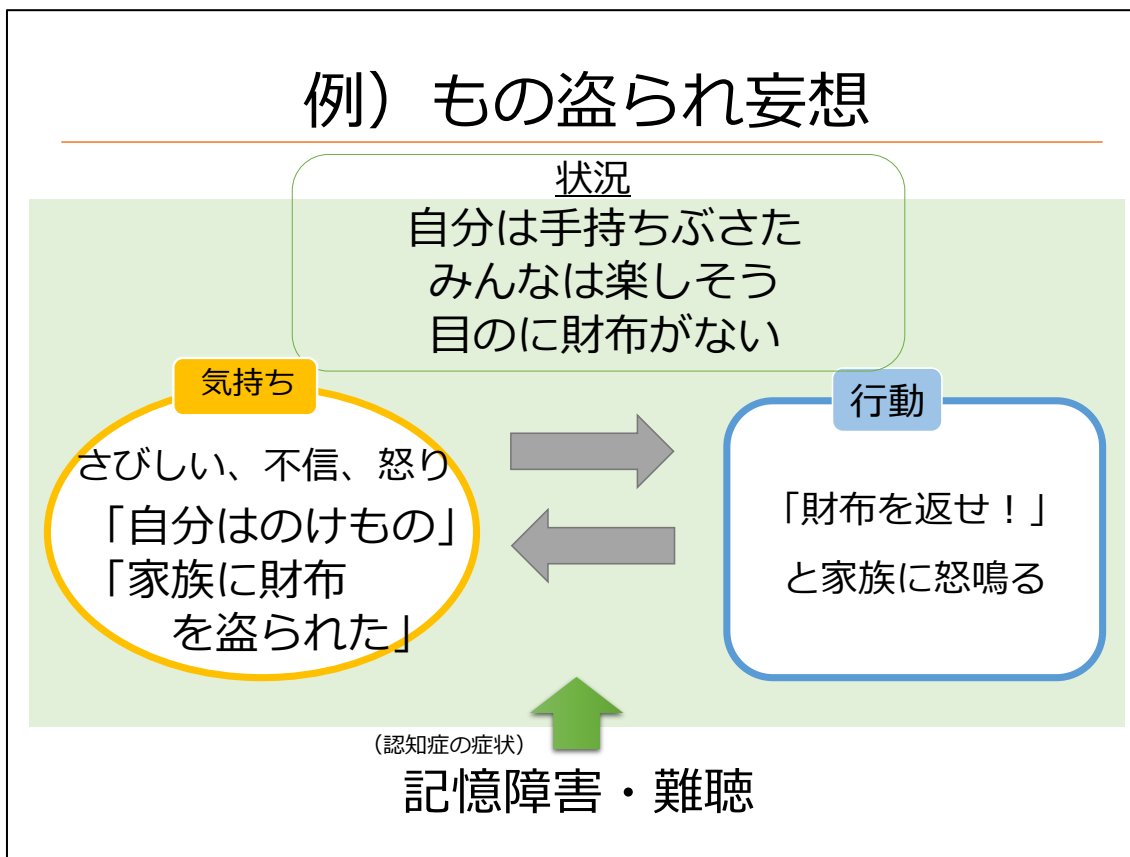 例）もの盗られ妄想
状況
自分は手持ちぶさた
みんなは楽しそう
目のに財布がない
気持ち
さびしい、不信、怒り
「自分はのけもの」
「家族に財布
を盗られた」
行動
「財布を返せ！」
と家族に怒鳴る
（認知症の症状）
記憶障害・難聴